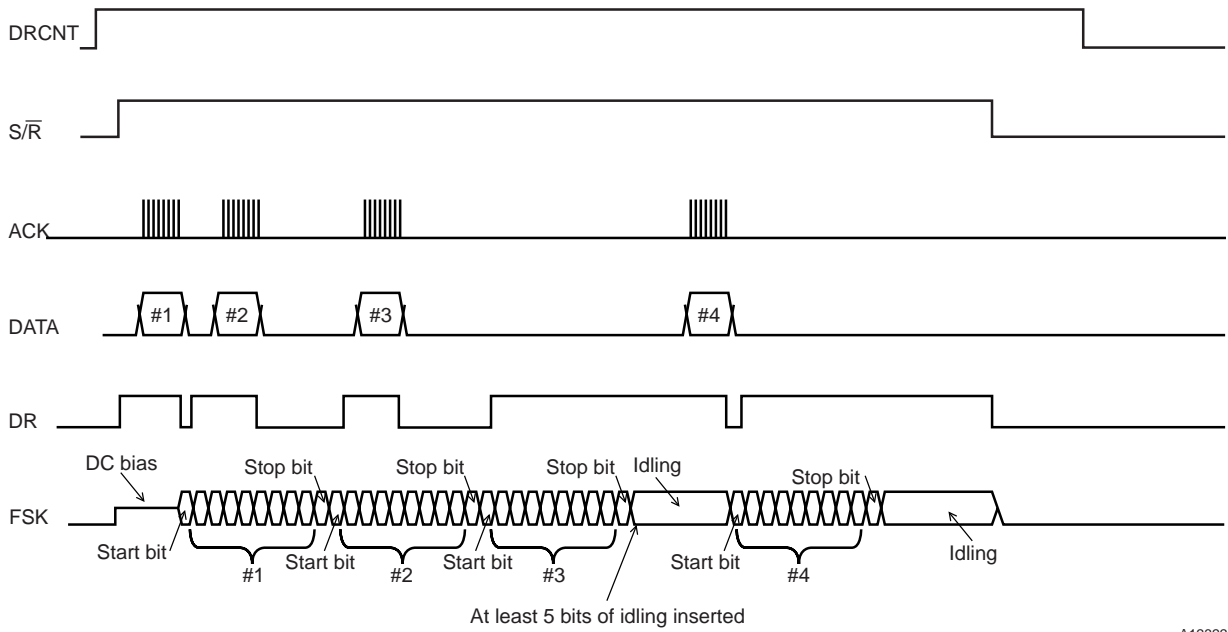 DRCNT
S/R̅
ACK
DATA
#1
#2
#3
#4
DR
DC bias
Stop bit
Stop bit
Stop bit
Idling
Stop bit
FSK
Start bit
#1
Start bit
#2
Start bit
#3
Start bit
#4
Idling
At least 5 bits of idling inserted